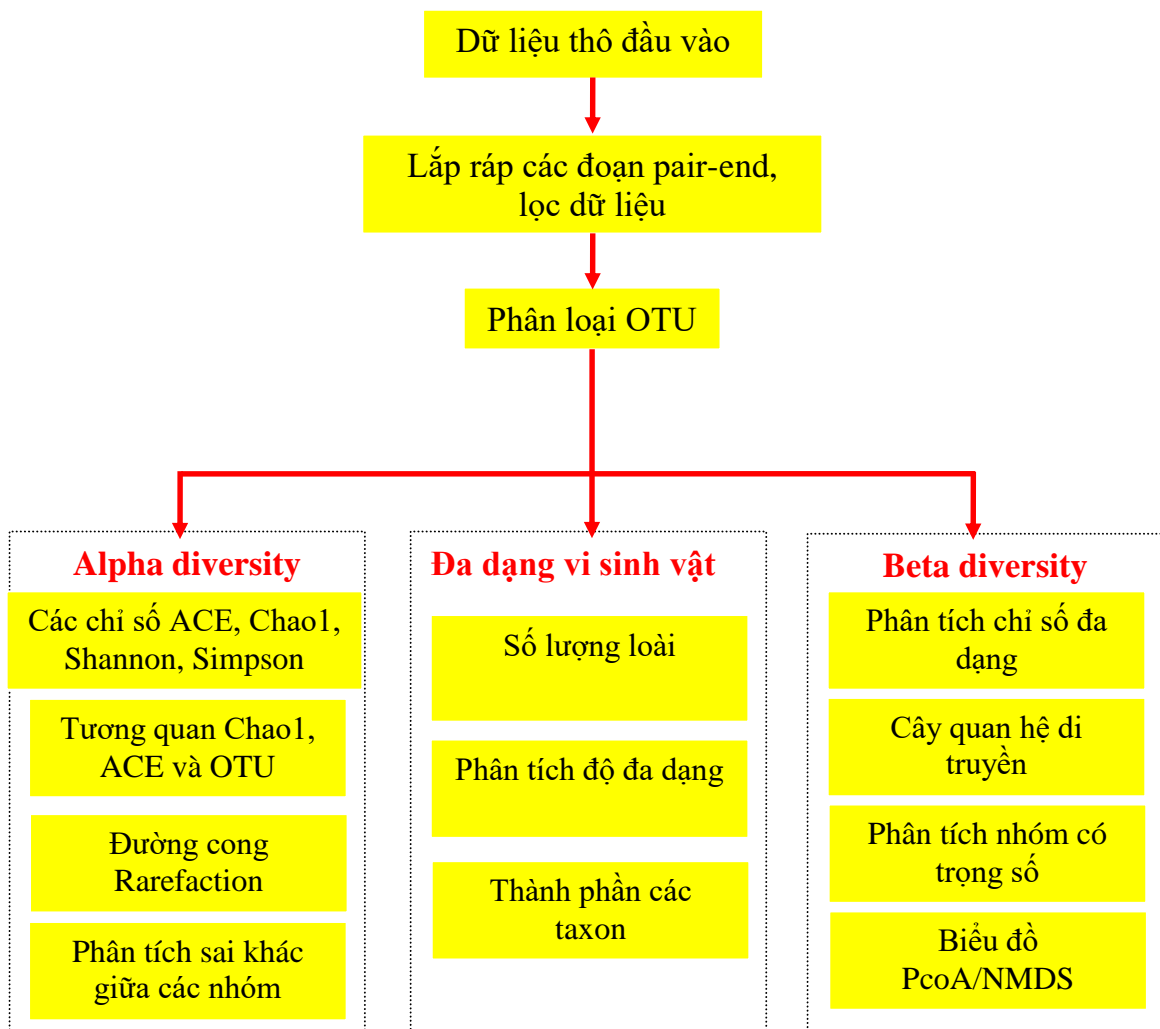 Dữ liệu thô đầu vào
Lắp ráp các đoạn pair-end,
lọc dữ liệu
Phân loại OTU
Alpha diversity
Các chỉ số ACE, Chao1,
Shannon, Simpson
Tương quan Chao1,
ACE và OTU
Đường cong
Rarefaction
Phân tích sai khác
giữa các nhóm
Đa dạng vi sinh vật
Số lượng loài
Phân tích độ đa dạng
Thành phần các
taxon
Beta diversity
Phân tích chỉ số đa
dạng
Cây quan hệ di
truyền
Phân tích nhóm có
trọng số
Biểu đồ
PcoA/NMDS